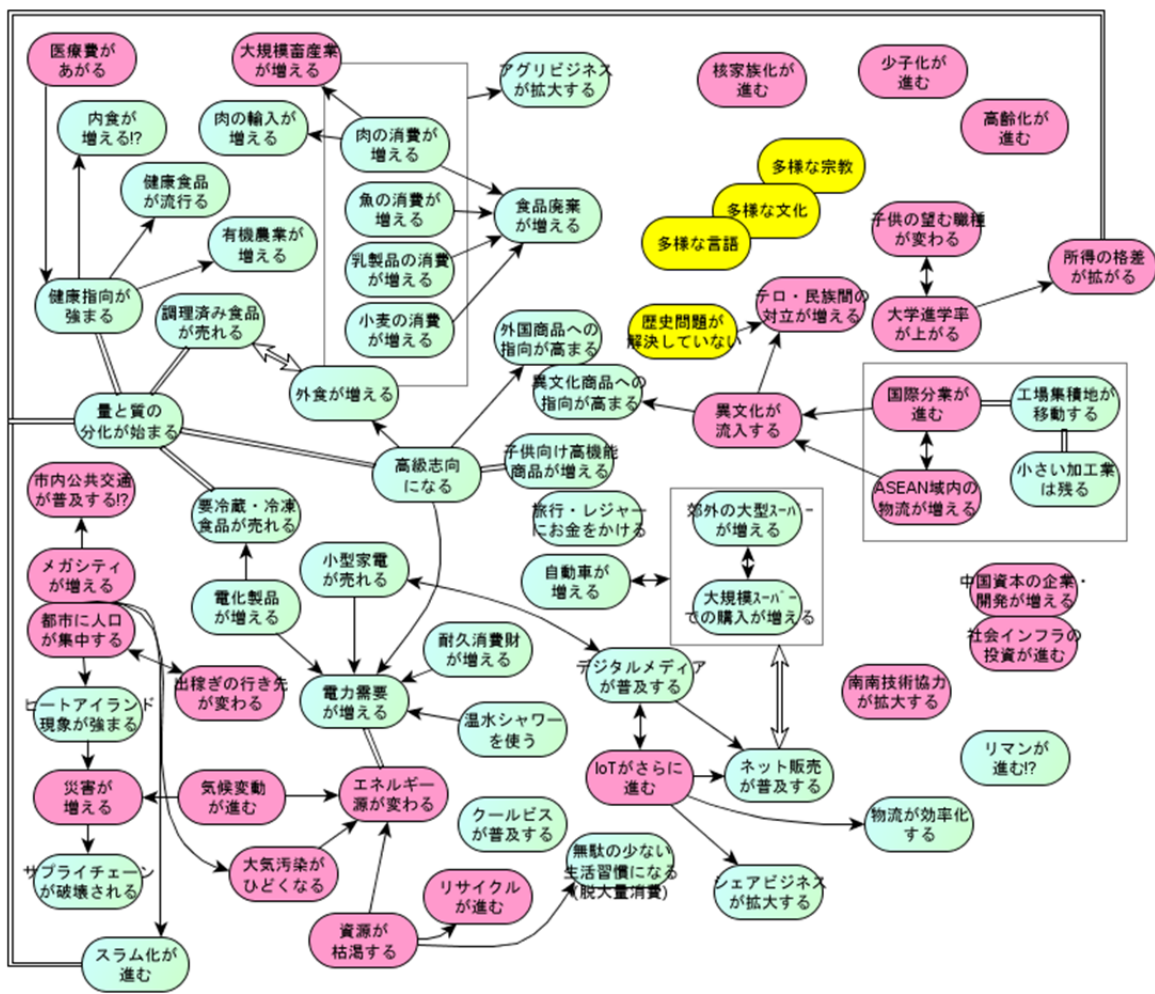 医療費が
あがる
大規模畜産業
が増える
アグリビジネス
が拡大する
核家族化が
進む
少子化が
進む
高齢化が
進む
内食が
増える!?
肉の輸入が
増える
肉の消費が
増える
健康食品
が流行る
魚の消費が
増える
食品廃棄
が増える
多様な宗教
多様な文化
多様な言語
子供の望む職種
が変わる
有機農業が
増える
乳製品の消費
が増える
所得の格差
が拡がる
健康指向が
強まる
調理済み食品
が売れる
小麦の消費
が増える
外国商品への
指向が高まる
歴史問題が
解決していない
テロ・民族間の
対立が増える
大学進学率
が上がる
外食が増える
異文化商品への
指向が高まる
量と質の
分化が始まる
異文化が
流入する
国際分業が
進む
工場集積地が
移動する
高級志向
になる
子供向け高機能
商品が増える
小さい加工業
は残る
市内公共交通
が普及する!?
要冷蔵・冷凍
食品が売れる
旅行・レジャー
にお金をかける
郊外の大型スーパー
が増える
ASEAN域内の
物流が増える
メガシティ
が増える
小型家電
が売れる
自動車が
増える
大規模スーパー
での購入が増える
中国資本の企業・
開発が増える
都市に人口
が集中する
電化製品
が増える
耐久消費財
が増える
社会インフラの
投資が進む
出稼ぎの行き先
が変わる
電力需要
が増える
デジタルメディア
が普及する
南南技術協力
が拡大する
ヒートアイランド
現象が強まる
温水シャワー
を使う
リマンが
進む!?
災害が
増える
気候変動
が進む
エネルギー
源が変わる
IoTがさらに
進む
ネット販売
が普及する
クールビス
が普及する
物流が効率化
する
サプライチェーン
が破壊される
大気汚染が
ひどくなる
リサイクル
が進む
無駄の少ない
生活習慣になる
(脱大量消費)
シェアビジネス
が拡大する
資源が
枯渇する
スラム化が
進む